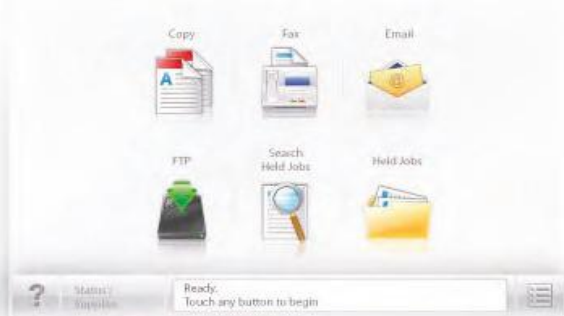 Copy
Fax
Email
FTP
Search
Held Jobs
Held Jobs
?
Status /
Supplies
Ready.
Touch any button to begin